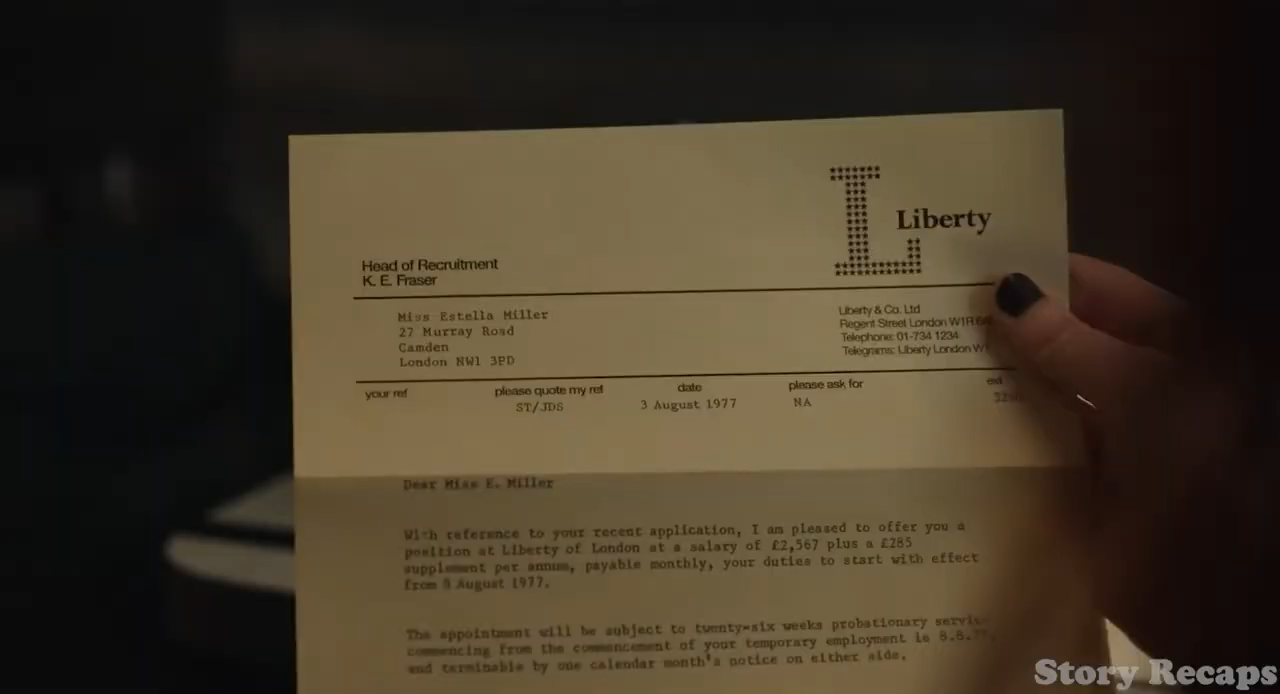 Liberty
Head of Recruitment
K. E. Fraser
Miss Estella Miller
27 Murray Road
Camden
London NW1 3PD
Liberty & Co. Ltd
Regent Street London W1R
Telephone: 01-734 1234
Telegrams: Liberty London
your ref
please quote my ref
ST/JDS
date
3 August 1977
please ask for
NA
Dear Miss E. Miller
With reference to your recent application, I am pleased to offer you a
position at Liberty of London at a salary of £2,567 plus a £285
supplement per annum, payable monthly, your duties to start with effect
from 8 August 1977.
The appointment will be subject to twenty-six weeks probationary
commencing from the commencement of your temporary employment is
and terminable by one calendar month's notice on either side.
Story Recaps